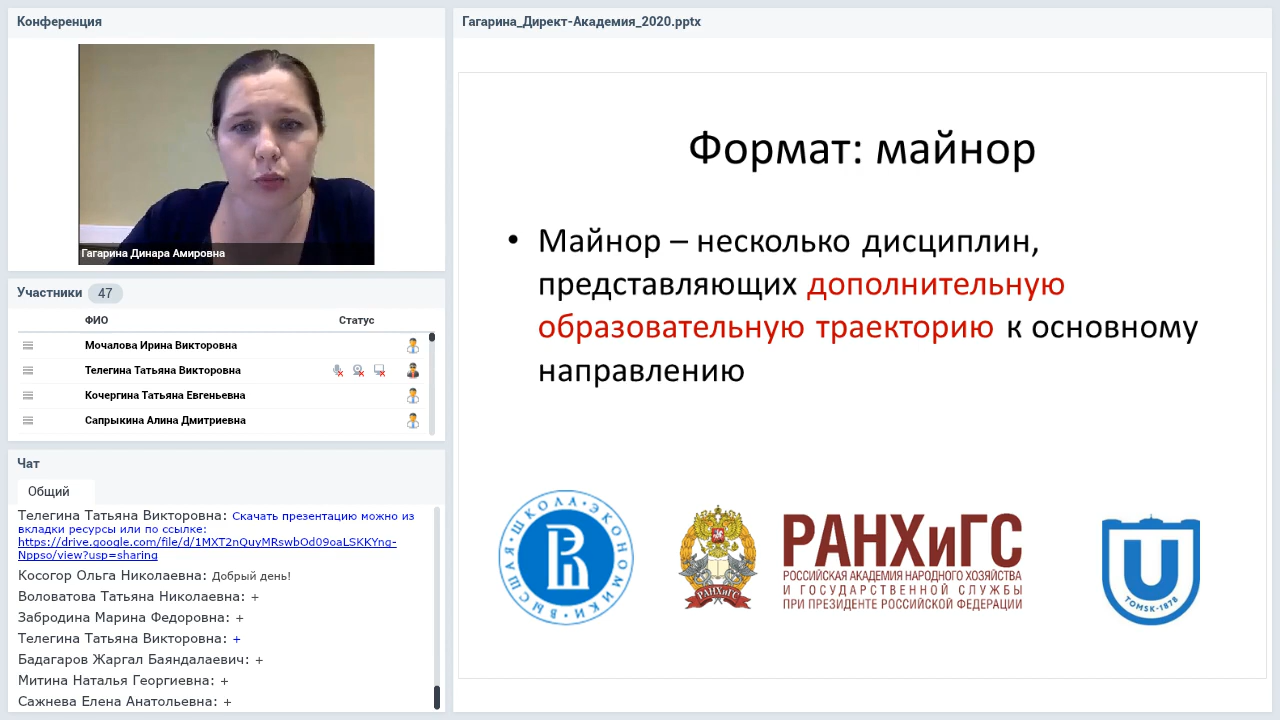 Конференция
Гагарина Динара Амировна
Участники 47
ФИО Статус
Мочалова Ирина Викторовна
Телегина Татьяна Викторовна
Кочергина Татьяна Евгеньевна
Сапрыкина Алина Дмитриевна
Чат
Общий
Телегина Татьяна Викторовна: Скачать презентацию можно из
вкладки ресурсы или по ссылке:
https://drive.google.com/file/d/1MXT2nQuyMRswbOd09oaLSKKYng-
Nppso/view?usp=sharing
Косогор Ольга Николаевна: Добрый день!
Воловатова Татьяна Николаевна: +
Забродина Марина Федоровна: +
Телегина Татьяна Викторовна: +
Бадагаров Жаргал Баяндалаевич: +
Митина Наталья Георгиевна: +
Сажнева Елена Анатольевна: +
Гагарина_Директ-Академия_2020.pptx
Формат: майнор
• Майнор – несколько дисциплин,
представляющих дополнительную
образовательную траекторию к основному
направлению
ВЫСШАЯ • ШКОЛА • ЭКОНОМИКИ
РАНХиГС
РАНХиГС
РОССИЙСКАЯ АКАДЕМИЯ НАРОДНОГО ХОЗЯЙСТВА
И ГОСУДАРСТВЕННОЙ СЛУЖБЫ
ПРИ ПРЕЗИДЕНТЕ РОССИЙСКОЙ ФЕДЕРАЦИИ
TOMSK-1878